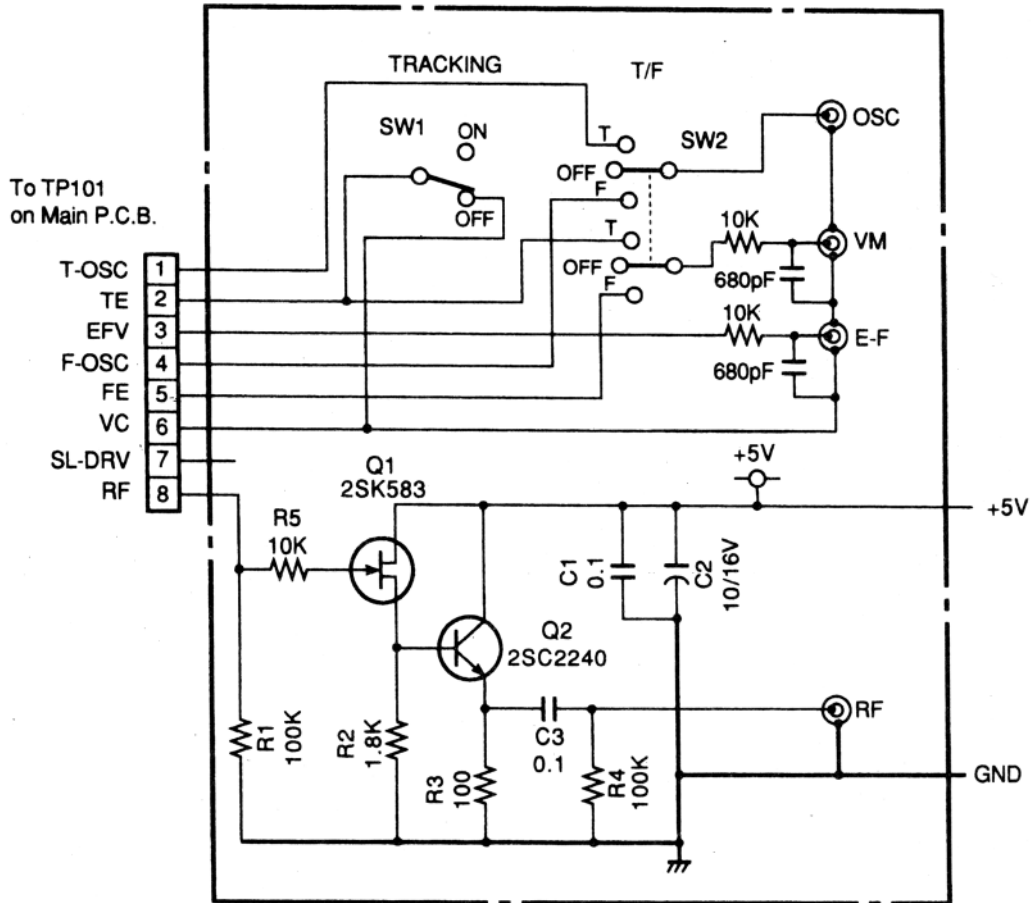 TRACKING
T/F
SW1
ON
OFF
T
OFF
F
SW2
T
OFF
F
OSC
10K
VM
680pF
10K
E-F
680pF
To TP101
on Main P.C.B.
T-OSC 1
TE 2
EFV 3
F-OSC 4
FE 5
VC 6
SL-DRV 7
RF 8
+5V
+5V
Q1
2SK583
R5
10K
C1
0.1
C2
10/16V
Q2
2SC2240
R1
100K
R2
1.8K
R3
100
C3
0.1
R4
100K
RF
GND